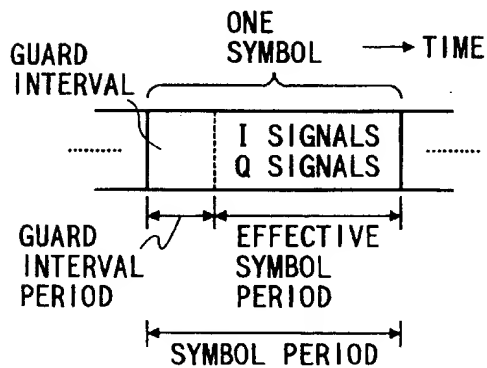 ONE
SYMBOL
TIME
GUARD
INTERVAL
I SIGNALS
Q SIGNALS
GUARD
INTERVAL
PERIOD
EFFECTIVE
SYMBOL
PERIOD
SYMBOL PERIOD